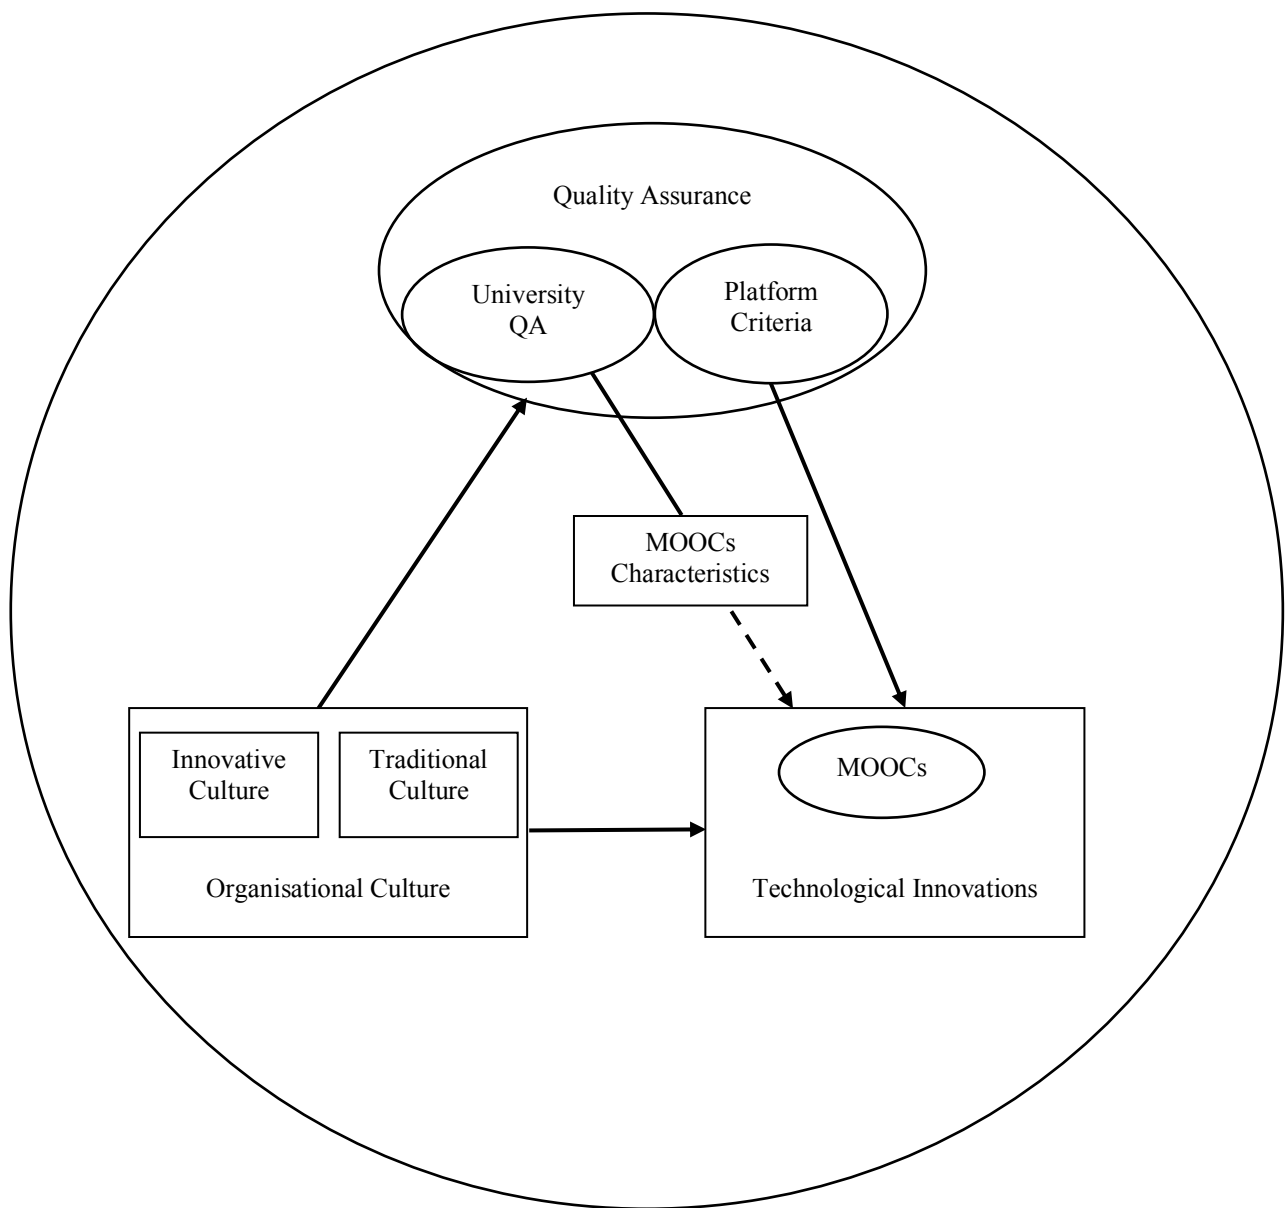 Quality Assurance
University
QA
Platform
Criteria
MOOCs
Characteristics
Innovative
Culture
Traditional
Culture
Organisational Culture
MOOCs
Technological Innovations